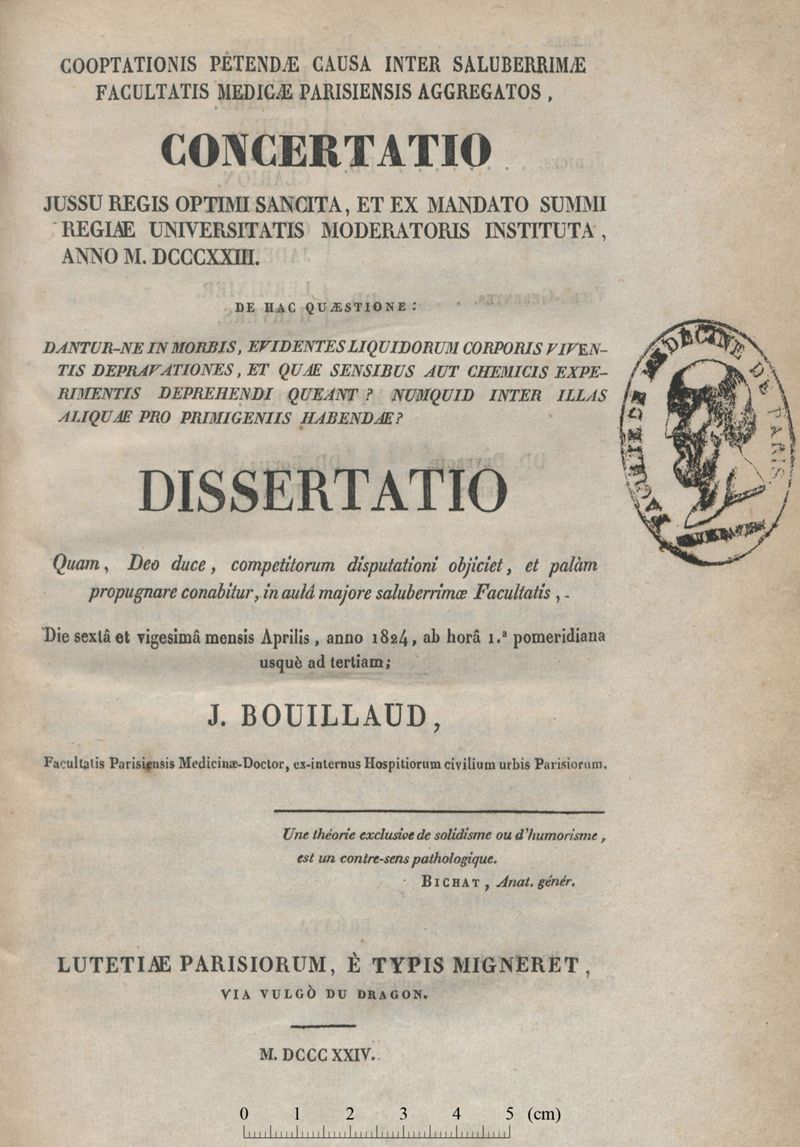 COOPTATIONIS PETENDÆ CAUSA INTER SALUBERRIMÆ
FACULTATIS MEDICÆ PARISIENSIS AGGREGATOS,
CONCERTATIO
JUSSU REGIS OPTIMI SANCITA, ET EX MANDATO SUMMI
REGIÆ UNIVERSITATIS MODERATORIS INSTITUTA,
ANNO M. DCCCXXIII.
DE HAC QUÆSTIONE :
DANTUR-NE IN MORBIS, EVIDENTES LIQUIDORUM CORPORIS VIVEN-
TIS DEPRAVATIONES, ET QUÆ SENSIBUS AUT CHEMICIS EXPE-
RIMENTIS DEPREHENDI QUEANT ? NUMQUID INTER ILLAS
ALIQUÆ PRO PRIMIGENIIS HABENDÆ?
DISSERTATIO
Quam, Deo duce, competitorum disputationi objiciet, et palàm
propugnare conabitur, in aulâ majore saluberrimæ Facultatis,
Die sextâ et vigesimâ mensis Aprilis, anno 1824, ab horâ 1.ª pomeridiana
usquè ad tertiam;
J. BOUILLAUD,
Facultatis Parisiensis Medicinæ-Doctor, ex-internus Hospitiorum civilium urbis Parisiorum.
Une théorie exclusive de solidisme ou d'humorisme,
est un contre-sens pathologique.
BICHAT, Anat. génér.
LUTETIÆ PARISIORUM, È TYPIS MIGNERET,
VIA VULGÒ DU DRAGON.
M. DCCC XXIV.
FACULTÉ DE MÉDECINE DE PARIS
0 1 2 3 4 5 (cm)